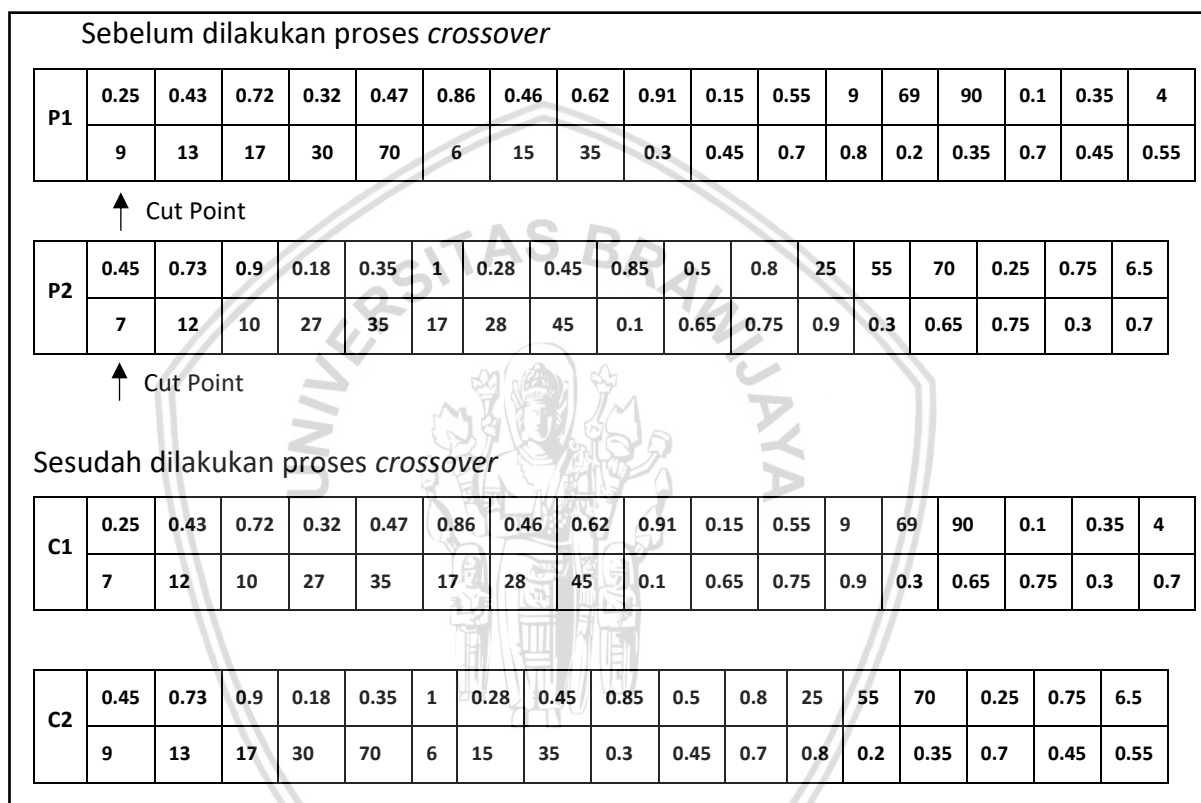 Sebelum dilakukan proses crossover
P1 0.25 0.43 0.72 0.32 0.47 0.86 0.46 0.62 0.91 0.15 0.55 9 69 90 0.1 0.35 4
9 13 17 30 70 6 15 35 0.3 0.45 0.7 0.8 0.2 0.35 0.7 0.45 0.55
Cut Point
P2 0.45 0.73 0.9 0.18 0.35 1 0.28 0.45 0.85 0.5 0.8 25 55 70 0.25 0.75 6.5
7 12 10 27 35 17 28 45 0.1 0.65 0.75 0.9 0.3 0.65 0.75 0.3 0.7
Cut Point
Sesudah dilakukan proses crossover
C1 0.25 0.43 0.72 0.32 0.47 0.86 0.46 0.62 0.91 0.15 0.55 9 69 90 0.1 0.35 4
7 12 10 27 35 17 28 45 0.1 0.65 0.75 0.9 0.3 0.65 0.75 0.3 0.7
C2 0.45 0.73 0.9 0.18 0.35 1 0.28 0.45 0.85 0.5 0.8 25 55 70 0.25 0.75 6.5
9 13 17 30 70 6 15 35 0.3 0.45 0.7 0.8 0.2 0.35 0.7 0.45 0.55
UNIVERSITAS BRAWIJAYA